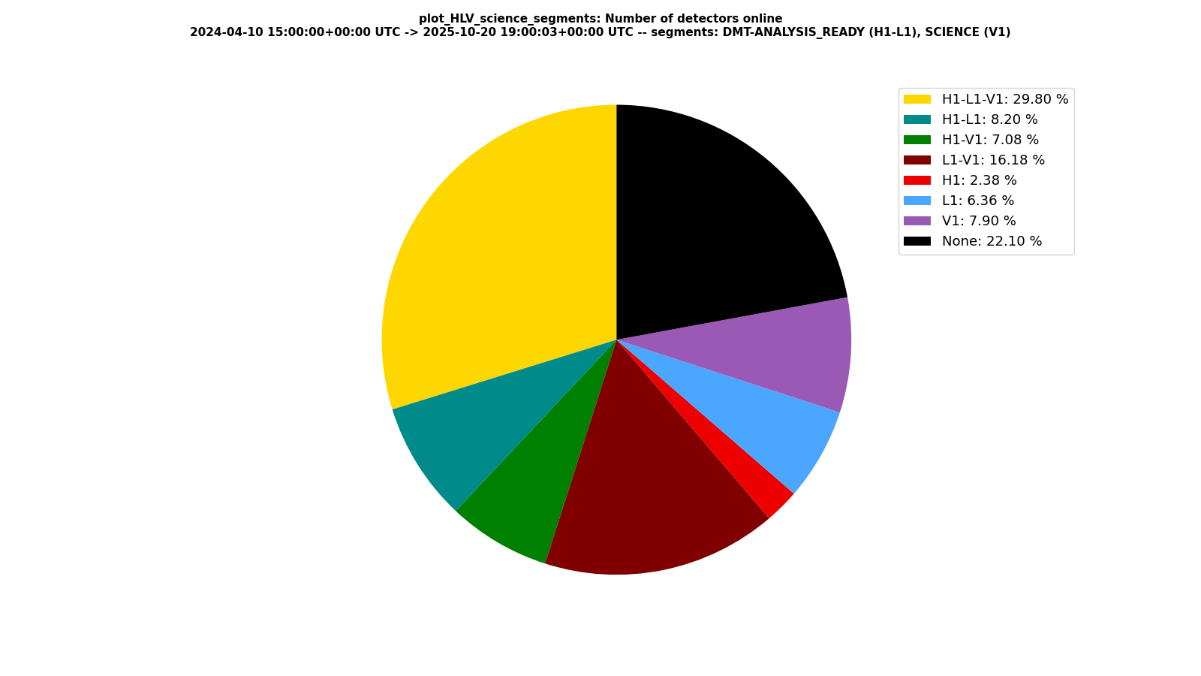 plot_HLV_science_segments: Number of detectors online
2024-04-10 15:00:00+00:00 UTC -> 2025-10-20 19:00:03+00:00 UTC -- segments: DMT-ANALYSIS_READY (H1-L1), SCIENCE (V1)
H1-L1-V1: 29.80 %
H1-L1: 8.20 %
H1-V1: 7.08 %
L1-V1: 16.18 %
H1: 2.38 %
L1: 6.36 %
V1: 7.90 %
None: 22.10 %